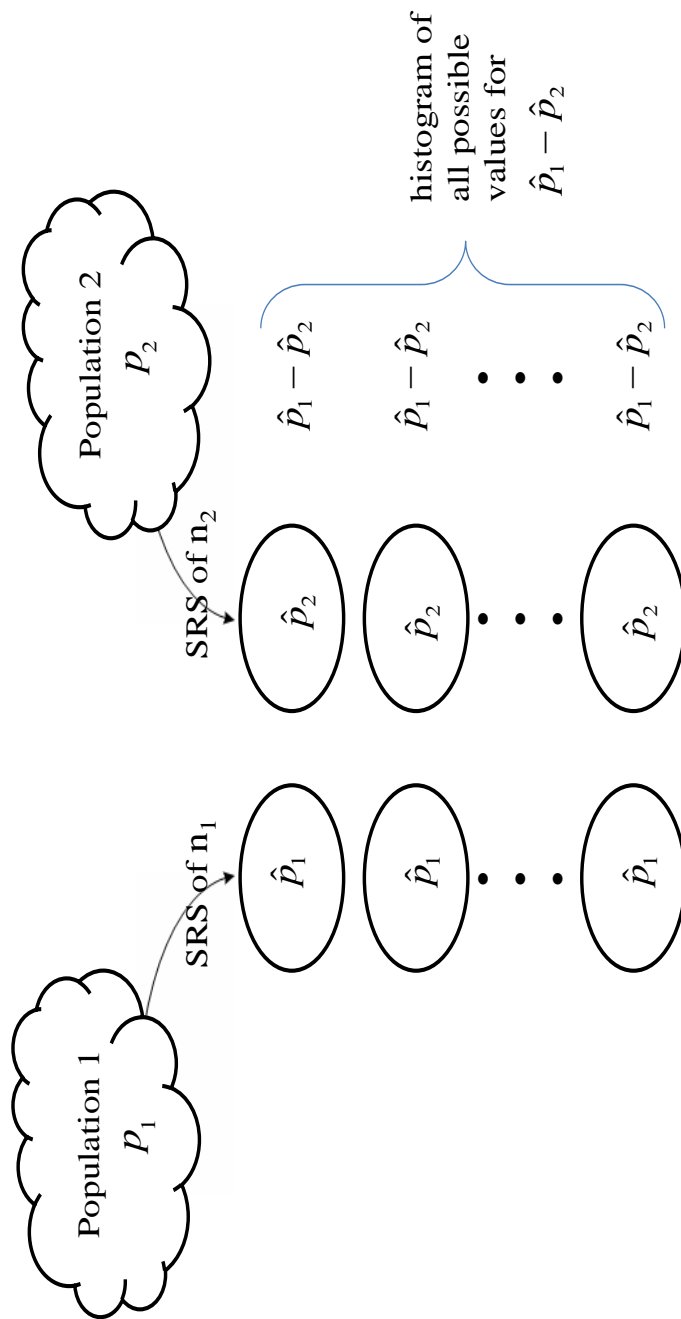 Population 1
p₁
Population 2
p₂
SRS of n₁
SRS of n₂
p̂₁
p̂₂
p̂₁ − p̂₂
p̂₁
p̂₂
p̂₁ − p̂₂
p̂₁
p̂₂
p̂₁ − p̂₂
histogram of
all possible
values for
p̂₁ − p̂₂